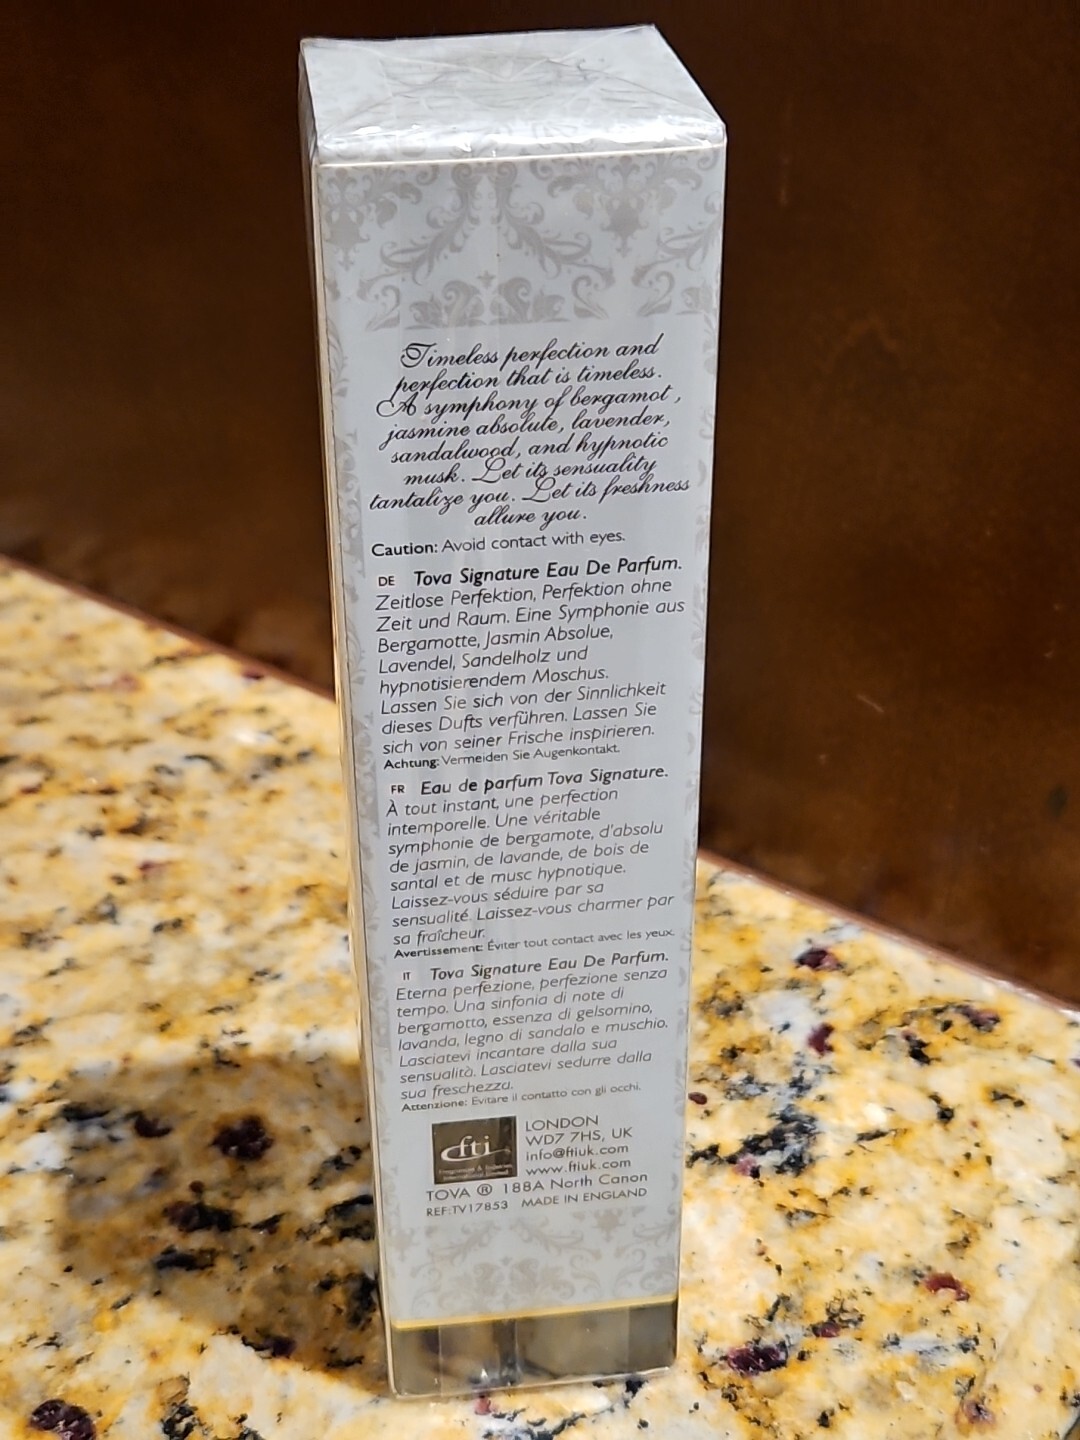 Timeless perfection and
perfection that is timeless.
A symphony of bergamot ,
jasmine absolute, lavender,
sandalwood, and hypnotic
musk. Let its sensuality
tantalize you. Let its freshness
allure you.
Caution: Avoid contact with eyes.
DE Tova Signature Eau De Parfum.
Zeitlose Perfektion, Perfektion ohne
Zeit und Raum. Eine Symphonie aus
Bergamotte, Jasmin Absolue,
Lavendel, Sandelholz und
hypnotisierendem Moschus.
Lassen Sie sich von der Sinnlichkeit
dieses Dufts verführen. Lassen Sie
sich von seiner Frische inspirieren.
Achtung: Vermeiden Sie Augenkontakt.
FR Eau de parfum Tova Signature.
À tout instant, une perfection
intemporelle. Une véritable
symphonie de bergamote, d'absolu
de jasmin, de lavande, de bois de
santal et de musc hypnotique.
Laissez-vous séduire par sa
sensualité. Laissez-vous charmer par
sa fraîcheur.
Avertissement: Éviter tout contact avec les yeux.
IT Tova Signature Eau De Parfum.
Eterna perfezione, perfezione senza
tempo. Una sinfonia di note di
bergamotto, essenza di gelsomino,
lavanda, legno di sandalo e muschio.
Lasciatevi incantare dalla sua
sensualità. Lasciatevi sedurre dalla
sua freschezza.
Attenzione: Evitare il contatto con gli occhi.
fti
LONDON
WD7 7HS, UK
info@ftiuk.com
www.ftiuk.com
TOVA ® 188A North Canon
REF:TV17853 MADE IN ENGLAND